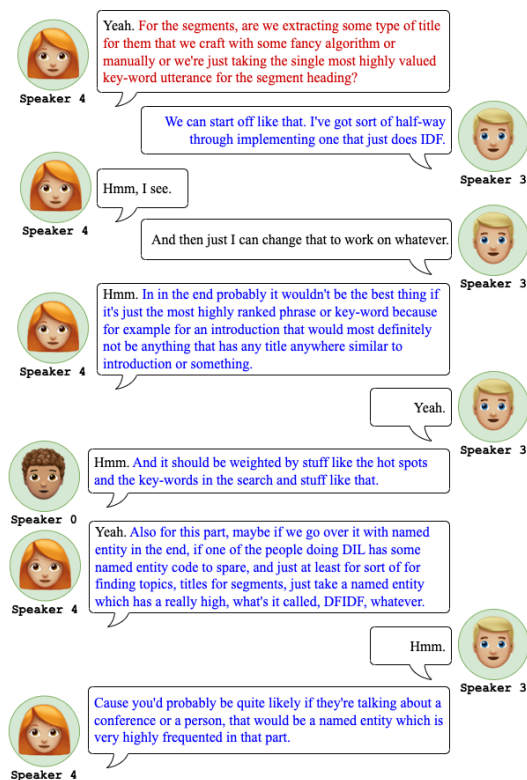 Yeah. For the segments, are we extracting some type of title
for them that we craft with some fancy algorithm or
manually or we're just taking the single most highly valued
key-word utterance for the segment heading?
Speaker 4
We can start off like that. I've got sort of half-way
through implementing one that just does IDF.
Speaker 3
Hmm, I see.
Speaker 4
And then just I can change that to work on whatever.
Speaker 3
Hmm. In in the end probably it wouldn't be the best thing if
it's just the most highly ranked phrase or key-word because
for example for an introduction that would most definitely
not be anything that has any title anywhere similar to
introduction or something.
Speaker 4
Yeah.
Speaker 3
Hmm. And it should be weighted by stuff like the hot spots
and the key-words in the search and stuff like that.
Speaker 0
Yeah. Also for this part, maybe if we go over it with named
entity in the end, if one of the people doing DIL has some
named entity code to spare, and just at least for sort of for
finding topics, titles for segments, just take a named entity
which has a really high, what's it called, DFIDF, whatever.
Speaker 4
Hmm.
Speaker 3
Cause you'd probably be quite likely if they're talking about a
conference or a person, that would be a named entity which is
very highly frequented in that part.
Speaker 4